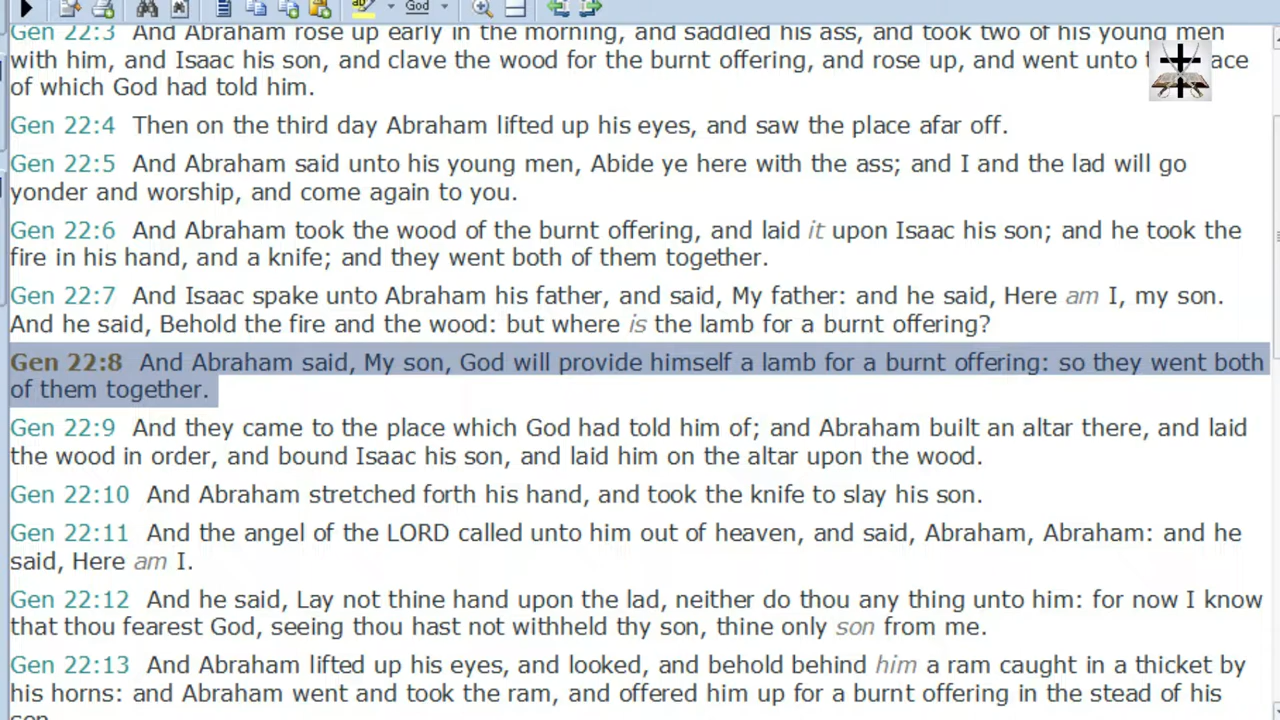 ab God
Gen 22:3 And Abraham rose up early in the morning, and saddled his ass, and took two of his young men
with him, and Isaac his son, and clave the wood for the burnt offering, and rose up, and went unto ace
of which God had told him.
Gen 22:4 Then on the third day Abraham lifted up his eyes, and saw the place afar off.
Gen 22:5 And Abraham said unto his young men, Abide ye here with the ass; and I and the lad will go
yonder and worship, and come again to you.
Gen 22:6 And Abraham took the wood of the burnt offering, and laid it upon Isaac his son; and he took the
fire in his hand, and a knife; and they went both of them together.
Gen 22:7 And Isaac spake unto Abraham his father, and said, My father: and he said, Here am I, my son.
And he said, Behold the fire and the wood: but where is the lamb for a burnt offering?
Gen 22:8 And Abraham said, My son, God will provide himself a lamb for a burnt offering: so they went both
of them together.
Gen 22:9 And they came to the place which God had told him of; and Abraham built an altar there, and laid
the wood in order, and bound Isaac his son, and laid him on the altar upon the wood.
Gen 22:10 And Abraham stretched forth his hand, and took the knife to slay his son.
Gen 22:11 And the angel of the LORD called unto him out of heaven, and said, Abraham, Abraham: and he
said, Here am I.
Gen 22:12 And he said, Lay not thine hand upon the lad, neither do thou any thing unto him: for now I know
that thou fearest God, seeing thou hast not withheld thy son, thine only son from me.
Gen 22:13 And Abraham lifted up his eyes, and looked, and behold behind him a ram caught in a thicket by
his horns: and Abraham went and took the ram, and offered him up for a burnt offering in the stead of his
son.